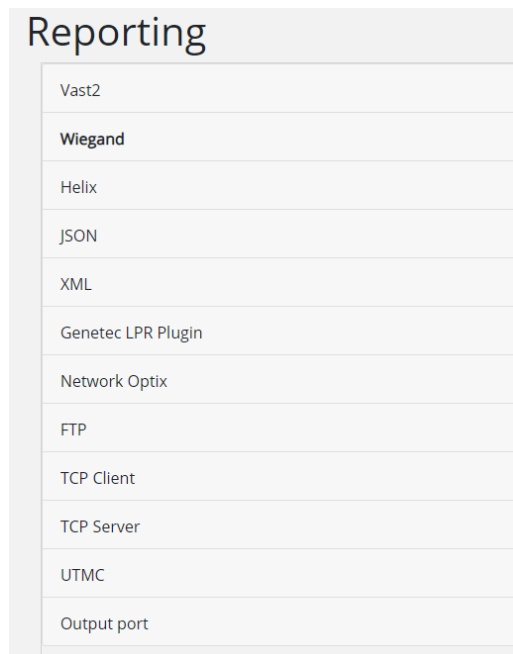 Reporting
Vast2
Wiegand
Helix
JSON
XML
Genetec LPR Plugin
Network Optix
FTP
TCP Client
TCP Server
UTMC
Output port